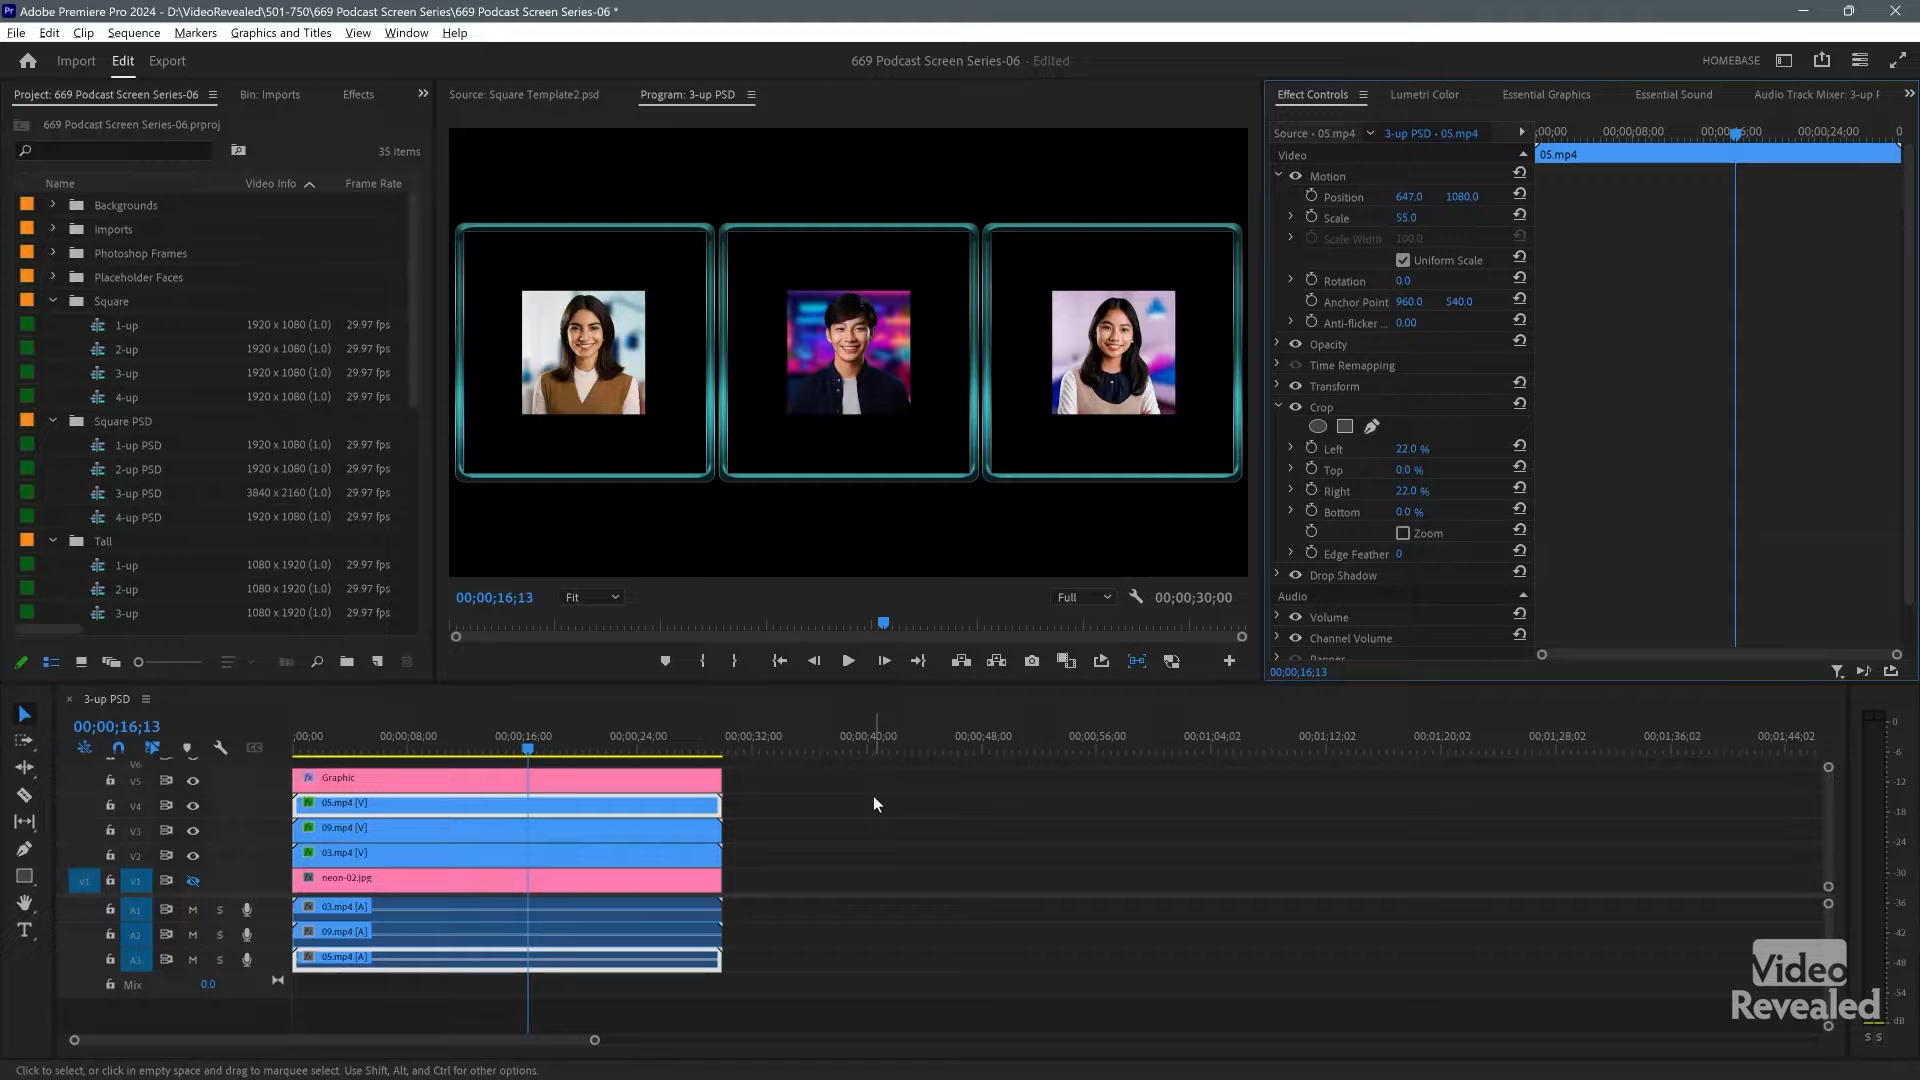 Adobe Premiere Pro 2024 - D:\VideoRevealed\501-750\669 Podcast Screen Series\669 Podcast Screen Series-06 *
File Edit Clip Sequence Markers Graphics and Titles View Window Help
Import Edit Export
669 Podcast Screen Series-06 - Edited
HOMEBASE
Project: 669 Podcast Screen Series-06
Bin: Imports
Effects
669 Podcast Screen Series-06.prproj
35 items
Name Video Info Frame Rate
Backgrounds
Imports
Photoshop Frames
Placeholder Faces
Square
1-up 1920 x 1080 (1.0) 29.97 fps
2-up 1920 x 1080 (1.0) 29.97 fps
3-up 1920 x 1080 (1.0) 29.97 fps
4-up 1920 x 1080 (1.0) 29.97 fps
Square PSD
1-up PSD 1920 x 1080 (1.0) 29.97 fps
2-up PSD 1920 x 1080 (1.0) 29.97 fps
3-up PSD 3840 x 2160 (1.0) 29.97 fps
4-up PSD 1920 x 1080 (1.0) 29.97 fps
Tall
1-up 1080 x 1920 (1.0) 29.97 fps
2-up 1080 x 1920 (1.0) 29.97 fps
3-up 1080 x 1920 (1.0) 29.97 fps
Source: Square Template2.psd
Program: 3-up PSD
00;00;16;13 Fit Full 00;00;30;00
Effect Controls
Lumetri Color
Essential Graphics
Essential Sound
Audio Track Mixer: 3-up
Source • 05.mp4 3-up PSD • 05.mp4
;00;00 00;00;08;00 00;00;16;00 00;00;24;00 0
Video
05.mp4
Motion
Position 647.0 1080.0
Scale 55.0
Scale Width 100.0
Uniform Scale
Rotation 0.0
Anchor Point 960.0 540.0
Anti-flicker ... 0.00
Opacity
Time Remapping
Transform
Crop
Left 22.0 %
Top 0.0 %
Right 22.0 %
Bottom 0.0 %
Zoom
Edge Feather 0
Drop Shadow
Audio
Volume
Channel Volume
Panner
00;00;16;13
3-up PSD
00;00;16;13
;00;00 00;00;08;00 00;00;16;00 00;00;24;00 00;00;32;00 00;00;40;00 00;00;48;00 00;00;56;00 00;01;04;02 00;01;12;02 00;01;20;02 00;01;28;02 00;01;36;02 00;01;44;02
V6
V5 fx Graphic
V4 fx 05.mp4 [V]
V3 fx 09.mp4 [V]
V2 fx 03.mp4 [V]
V1 V1 fx neon-02.jpg
A1 M S fx 03.mp4 [A]
A2 M S fx 09.mp4 [A]
A3 M S fx 05.mp4 [A]
Mix 0.0
0
-6
-12
-18
-24
-30
-36
-42
-48
-54
dB
S S
Video
Revealed
Click to select, or click in empty space and drag to marquee select. Use Shift, Alt, and Ctrl for other options.